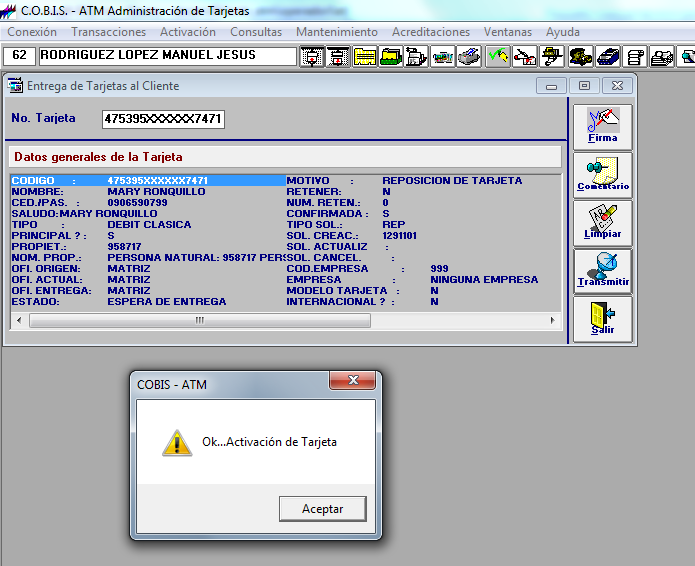 C.O.B.I.S. - ATM Administración de Tarjetas
Conexión Transacciones Activación Consultas Mantenimiento Acreditaciones Ventanas Ayuda
62 RODRIGUEZ LOPEZ MANUEL JESUS
Entrega de Tarjetas al Cliente
No. Tarjeta 475395XXXXXX7471
Firma
Datos generales de la Tarjeta
CODIGO : 475395XXXXXX7471 MOTIVO : REPOSICION DE TARJETA
NOMBRE: MARY RONQUILLO RETENER: N
Comentario
CED./PAS. : 0906590799 NUM. RETEN.: 0
SALUDO:MARY RONQUILLO CONFIRMADA : S
TIPO : DEBIT CLASICA TIPO SOL.: REP
PRINCIPAL ? : S SOL. CREAC.: 1291101
Limpiar
PROPIET.: 958717 SOL. ACTUALIZ :
NOM. PROP.: PERSONA NATURAL: 958717 PER SOL. CANCEL. :
OFI. ORIGEN: MATRIZ COD.EMPRESA : 999
OFI. ACTUAL: MATRIZ EMPRESA : NINGUNA EMPRESA
Transmitir
OFI. ENTREGA: MATRIZ MODELO TARJETA : N
ESTADO: ESPERA DE ENTREGA INTERNACIONAL ? : N
Salir
COBIS - ATM
Ok...Activación de Tarjeta
Aceptar